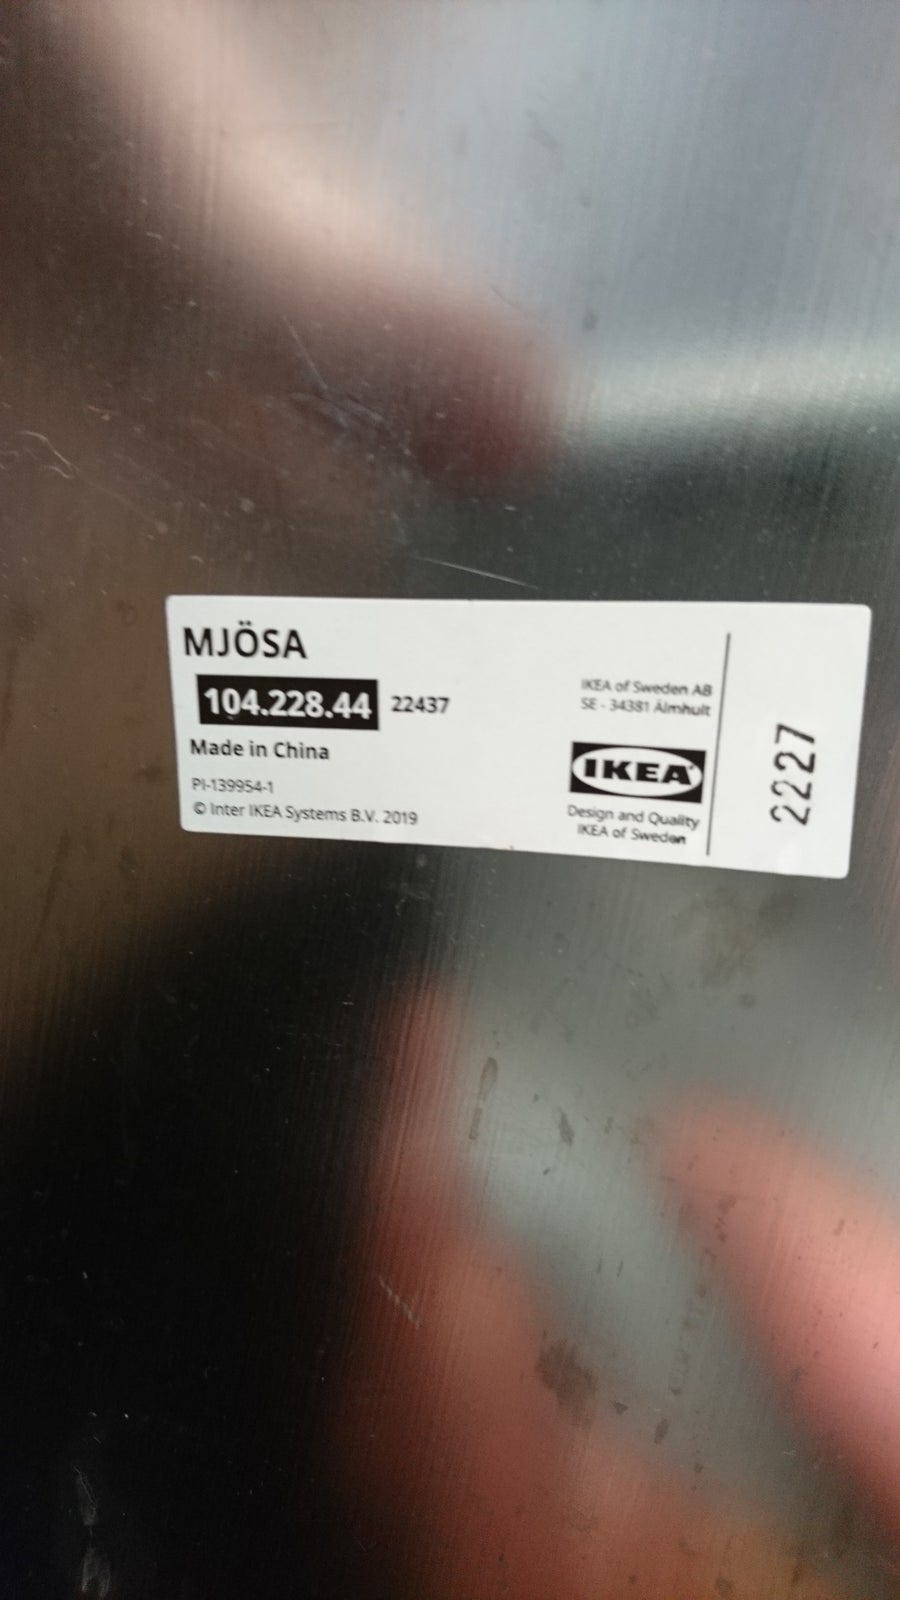 MJÖSA
104.228.44 22437
Made in China
PI-139954-1
© Inter IKEA Systems B.V. 2019
IKEA of Sweden AB
SE - 34381 Älmhult
IKEA®
Design and Quality
IKEA of Sweden
2227